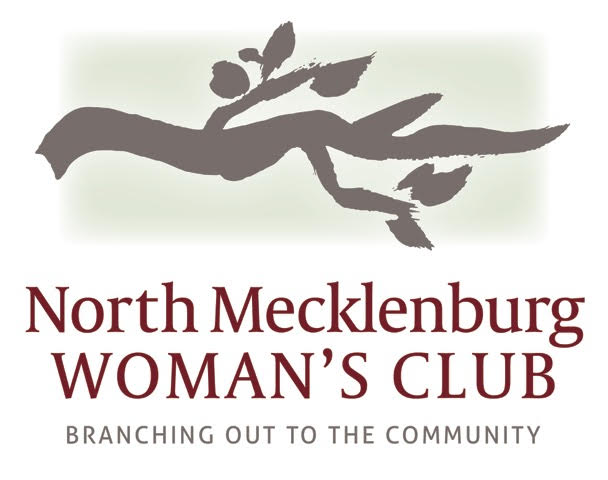 North Mecklenburg
WOMAN’S CLUB
BRANCHING OUT TO THE COMMUNITY